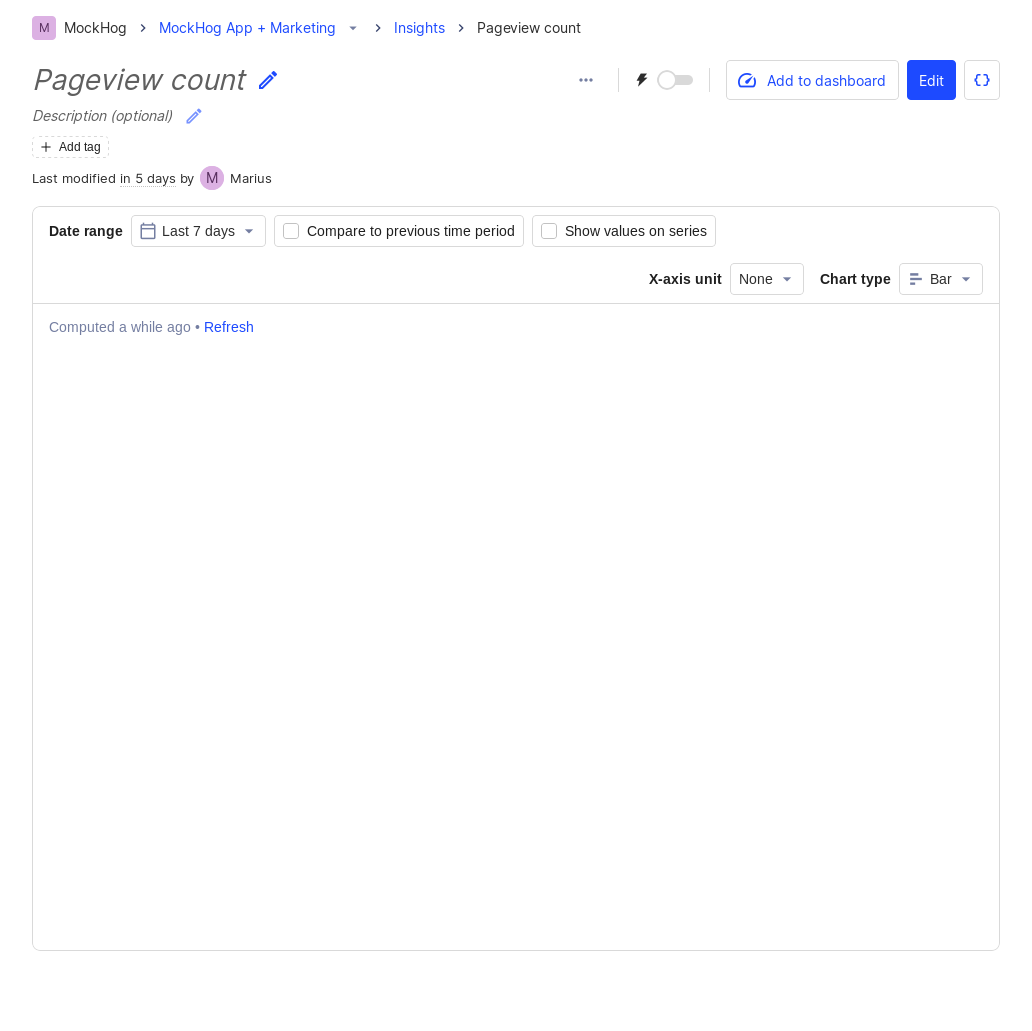 M MockHog MockHog App + Marketing Insights Pageview count
Pageview count
Add to dashboard Edit
Description (optional)
Add tag
Last modified in 5 days by M Marius
Date range Last 7 days Compare to previous time period Show values on series
X-axis unit None Chart type Bar
Computed a while ago • Refresh